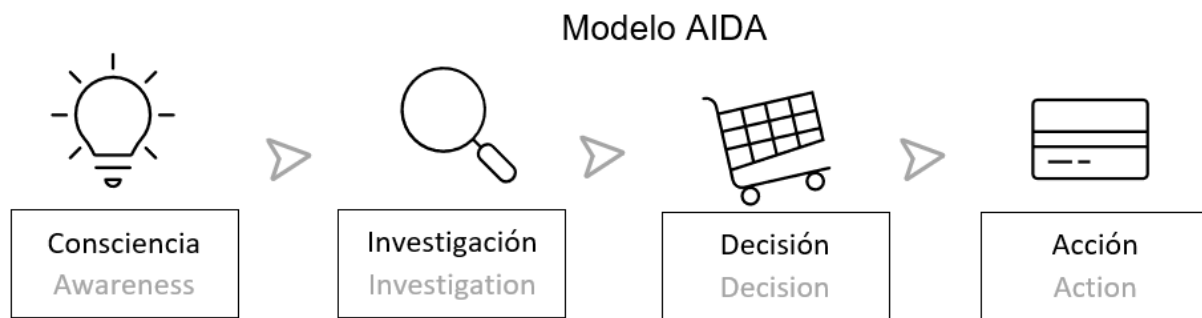 Modelo AIDA
Consciencia
Awareness
Investigación
Investigation
Decisión
Decision
Acción
Action